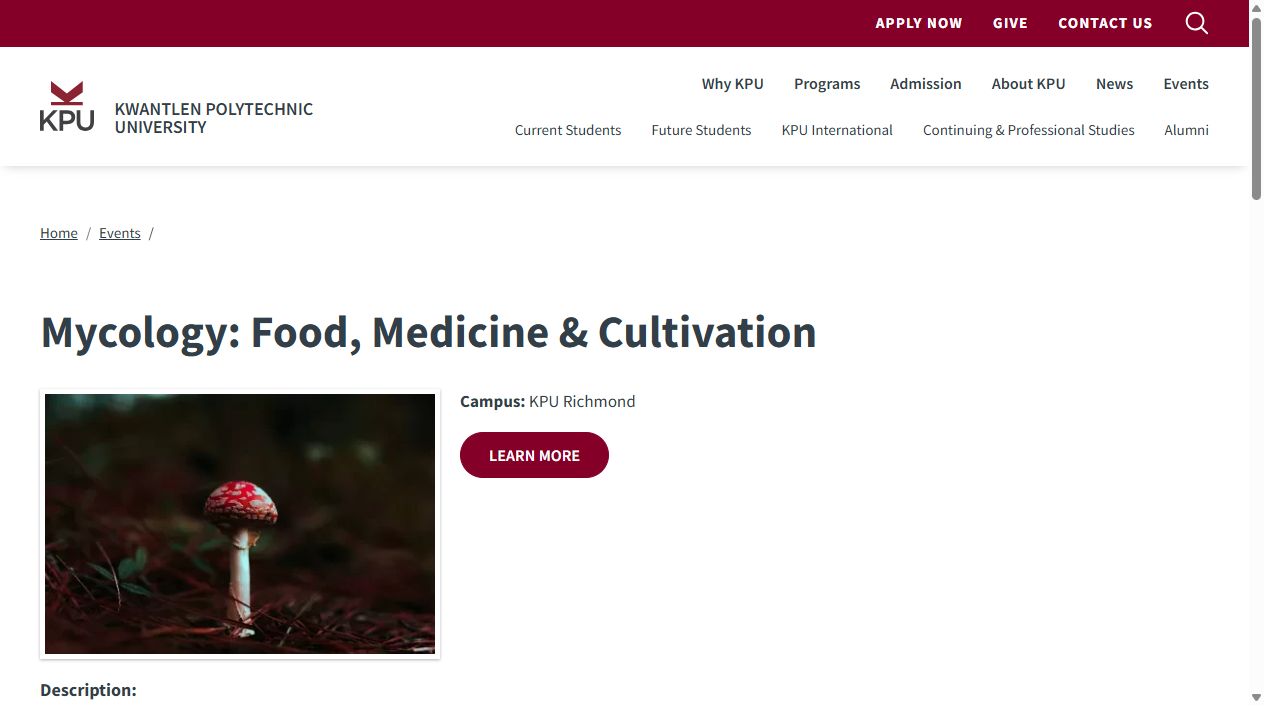 APPLY NOW GIVE CONTACT US
KPU
KWANTLEN POLYTECHNIC
UNIVERSITY
Why KPU Programs Admission About KPU News Events
Current Students Future Students KPU International Continuing & Professional Studies Alumni
Home / Events /
Mycology: Food, Medicine & Cultivation
Campus: KPU Richmond
LEARN MORE
Description: